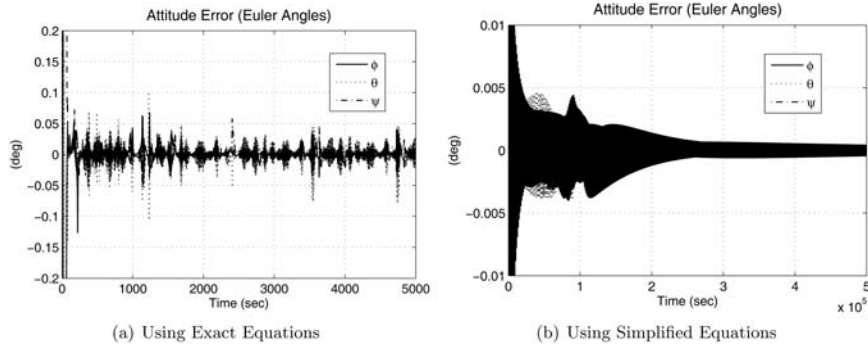 Attitude Error (Euler Angles)
0.2
0.15
0.1
0.05
0
−0.05
−0.1
−0.15
−0.2
(deg)
ϕ
θ
ψ
0
1000
2000
3000
4000
5000
Time (sec)
(a) Using Exact Equations
Attitude Error (Euler Angles)
0.01
0.005
0
−0.005
−0.01
(deg)
ϕ
θ
ψ
0
1
2
3
4
5
Time (sec)
x 10⁵
(b) Using Simplified Equations